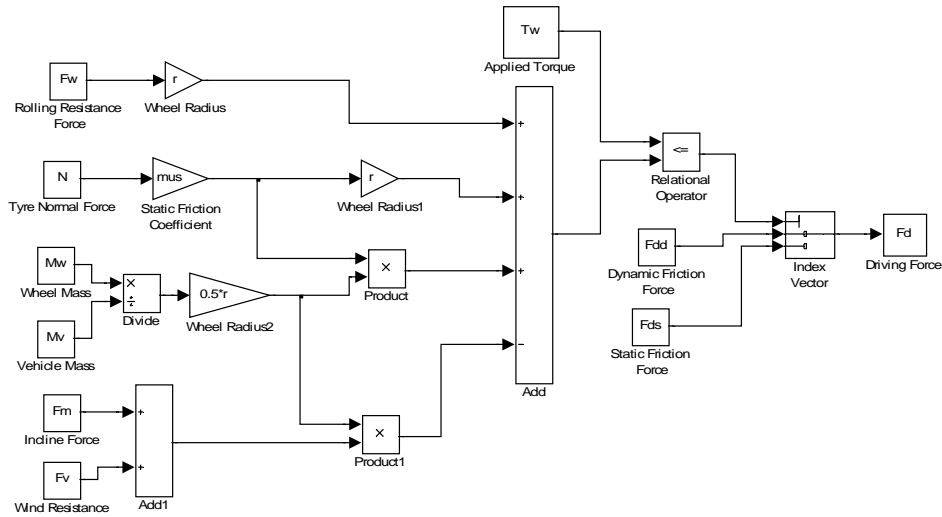 Tw
Applied Torque
Fw
Rolling Resistance
Force
r
Wheel Radius
+
N
Tyre Normal Force
mus
Static Friction
Coefficient
r
Wheel Radius1
+
<=
Relational
Operator
Mw
Wheel Mass
×
÷
Divide
0.5*r
Wheel Radius2
×
Product
+
Fdd
Dynamic Friction
Force
Index
Vector
Fd
Driving Force
Mv
Vehicle Mass
Fds
Static Friction
Force
−
Add
Fm
Incline Force
+
Fv
Wind Resistance
+
Add1
×
Product1